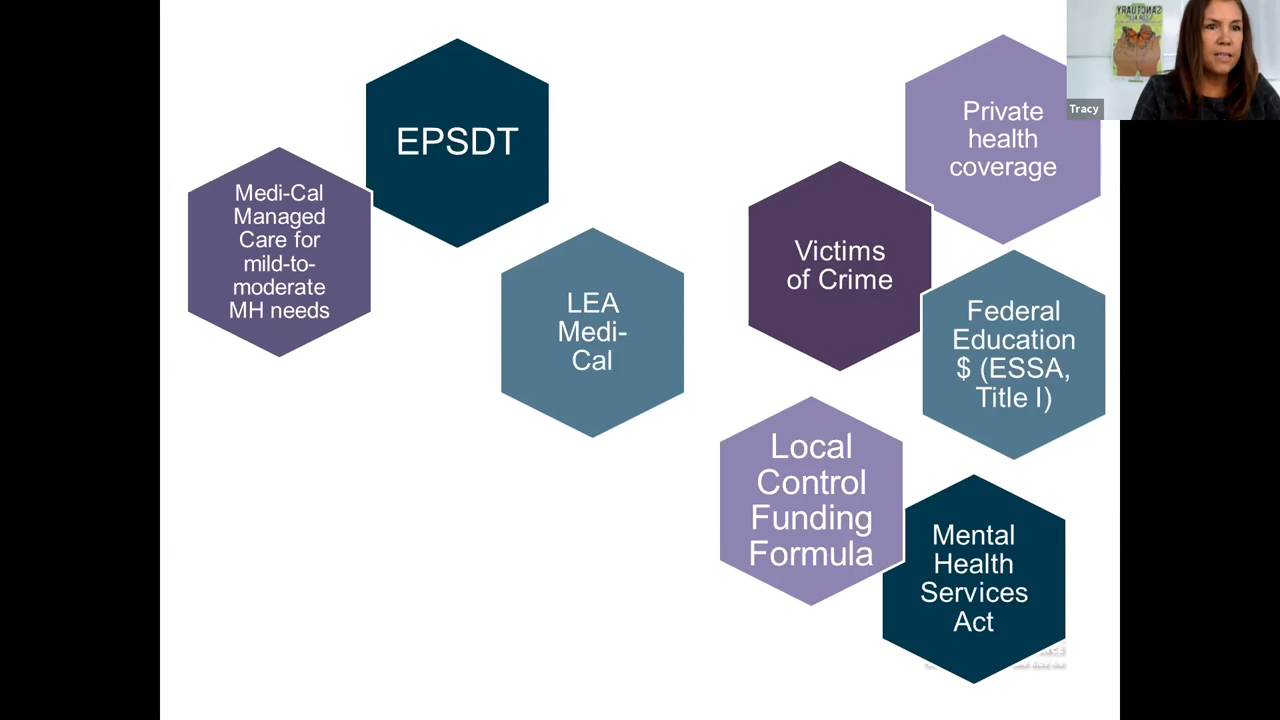 EPSDT
Medi-Cal
Managed
Care for
mild-to-
moderate
MH needs
LEA
Medi-
Cal
Private
health
coverage
Victims
of Crime
Federal
Education
$ (ESSA,
Title I)
Local
Control
Funding
Formula
Mental
Health
Services
Act
Tracy
SANCTUARY